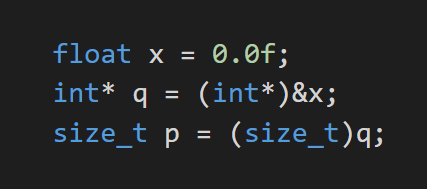 float x = 0.0f;
int* q = (int*)&x;
size_t p = (size_t)q;